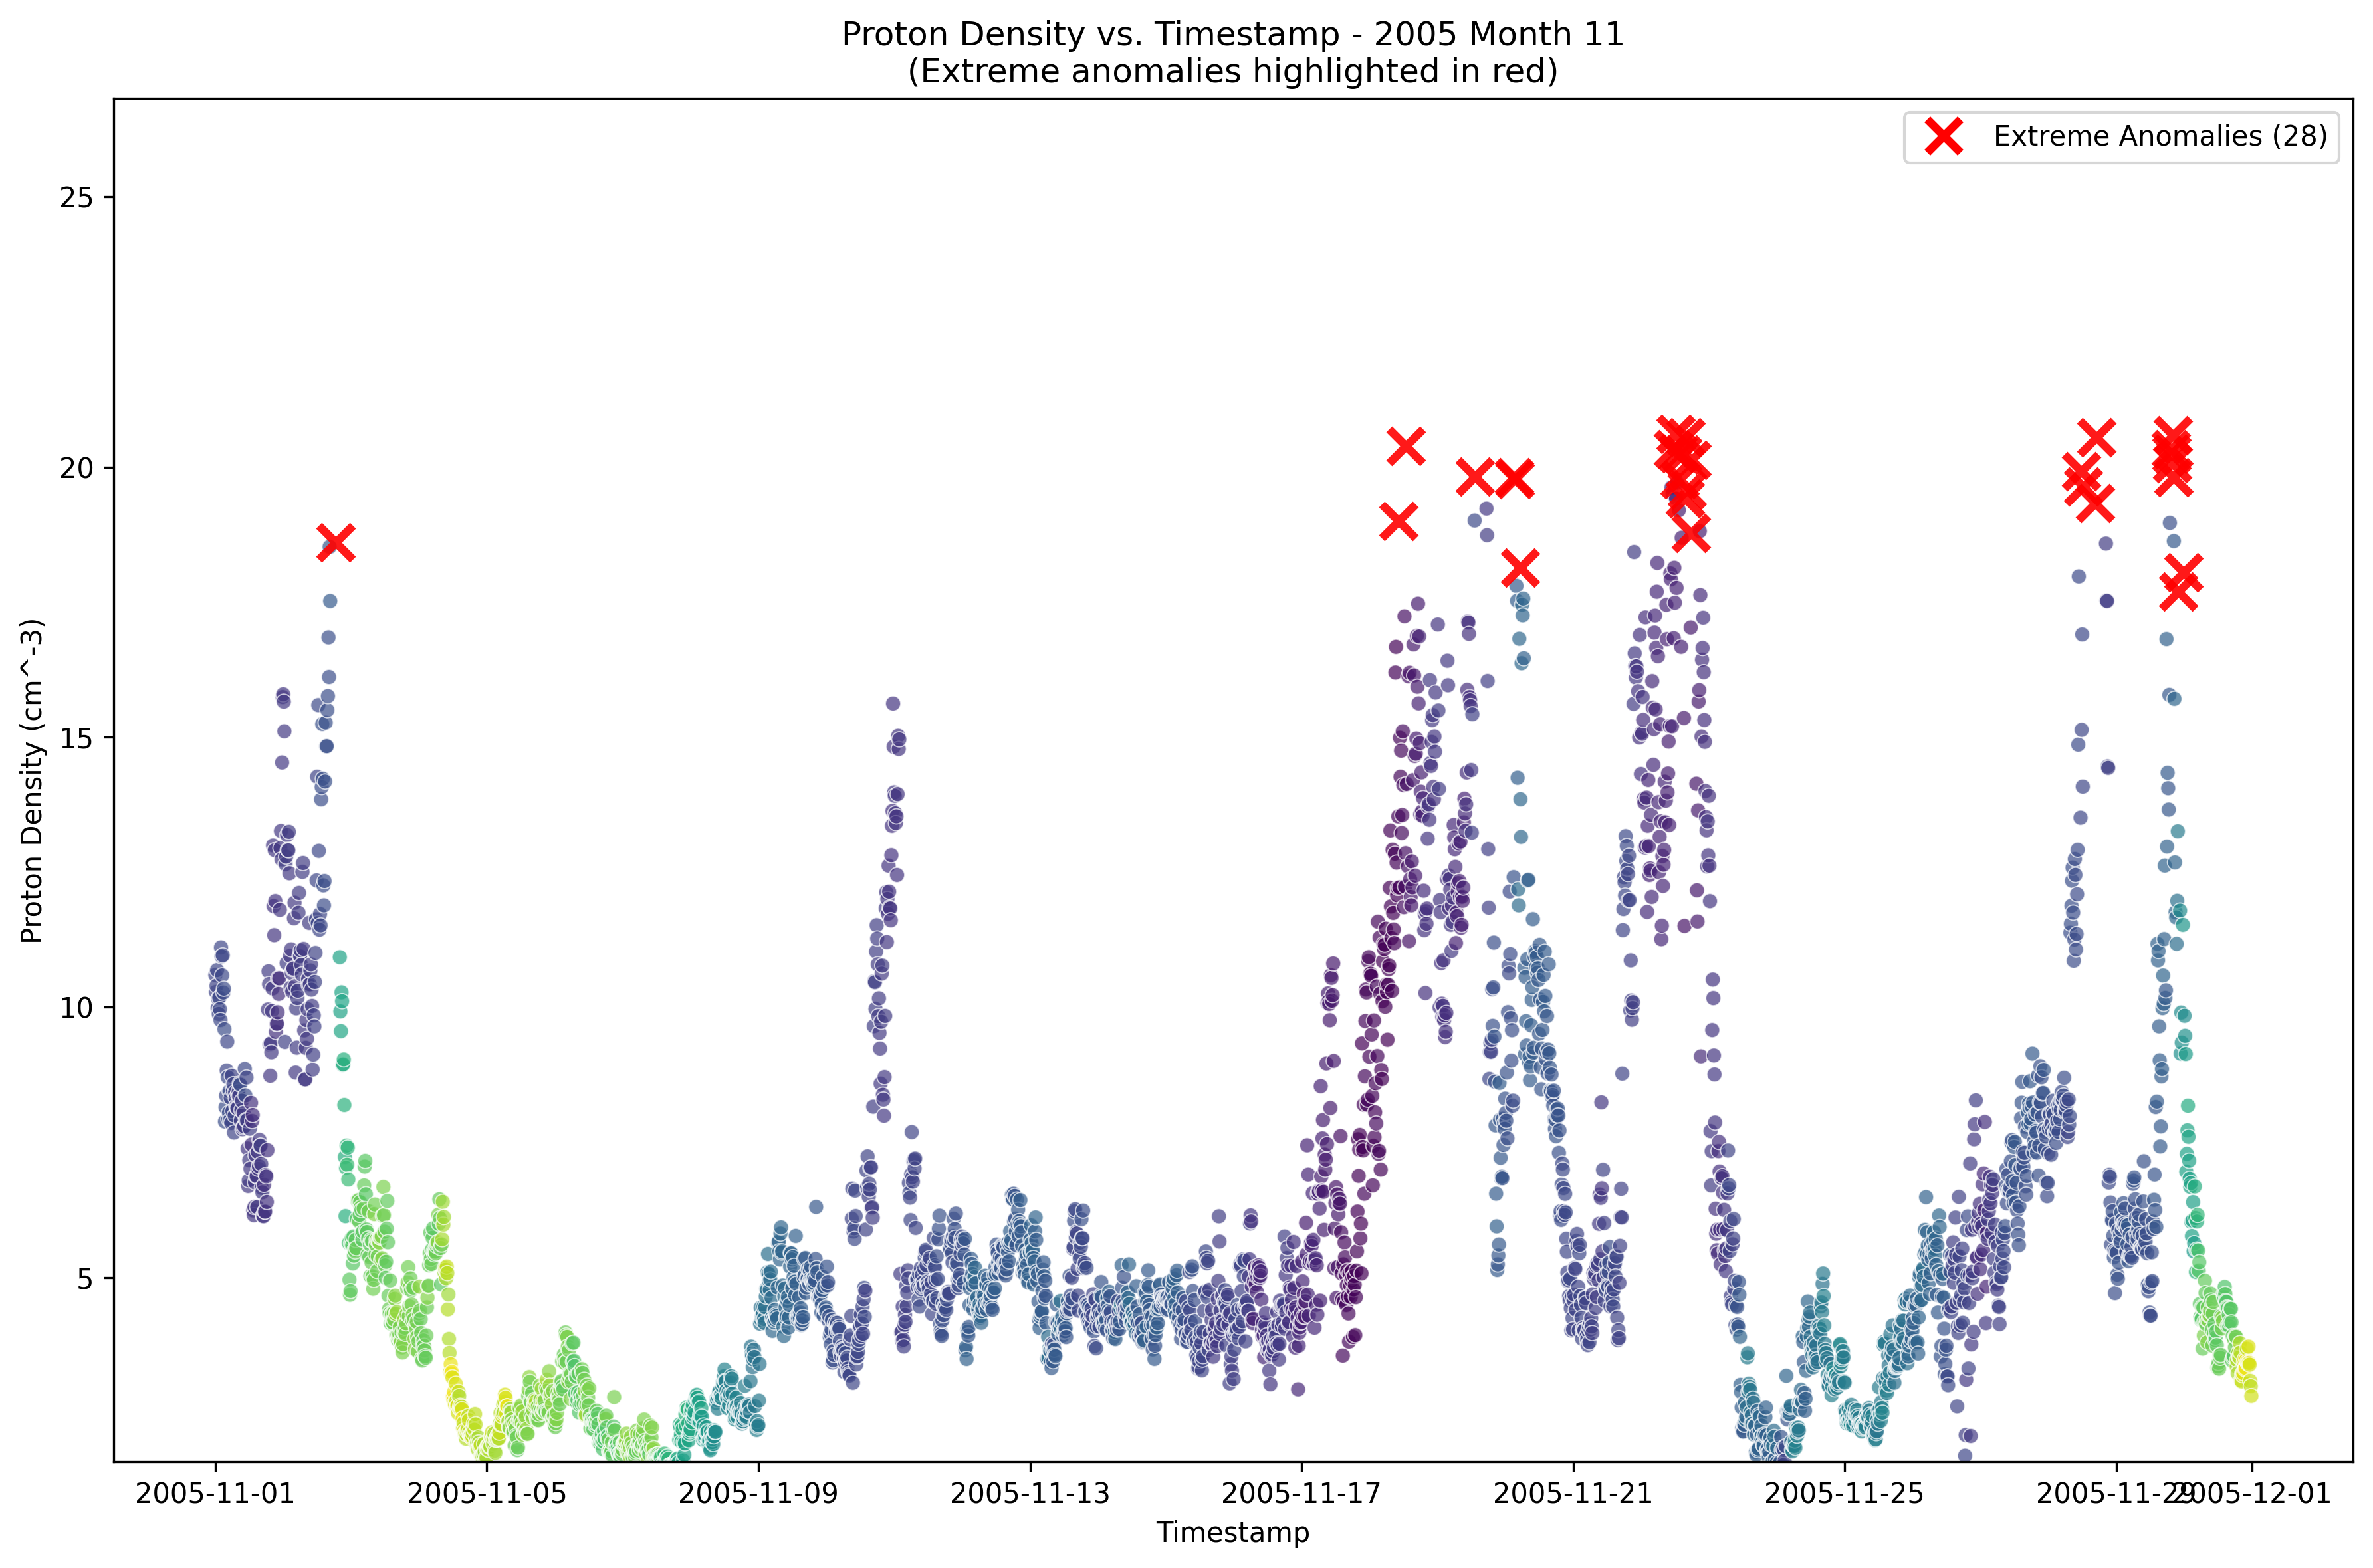 Proton Density vs. Timestamp - 2005 Month 11
(Extreme anomalies highlighted in red)
Extreme Anomalies (28)
Proton Density (cm^-3)
25
20
15
10
5
2005-11-01
2005-11-05
2005-11-09
2005-11-13
2005-11-17
2005-11-21
2005-11-25
2005-11-29
2005-12-01
Timestamp